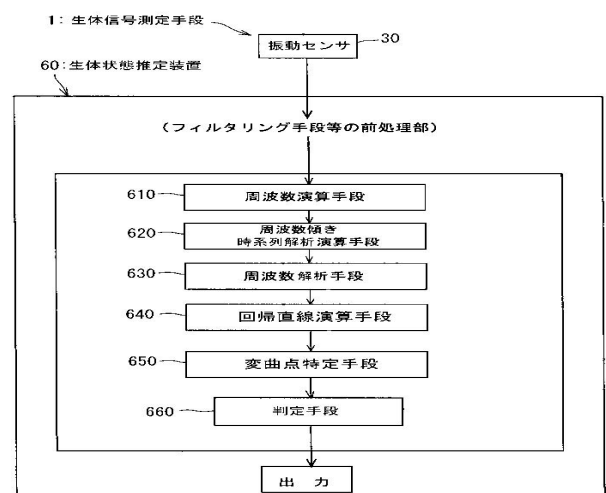 1:生体信号測定手段
振動センサ
30
60:生体状態推定装置
(フィルタリング手段等の前処理部)
610
周波数演算手段
620
周波数傾き
時系列解析演算手段
630
周波数解析手段
640
回帰直線演算手段
650
変曲点特定手段
660
判定手段
出 力